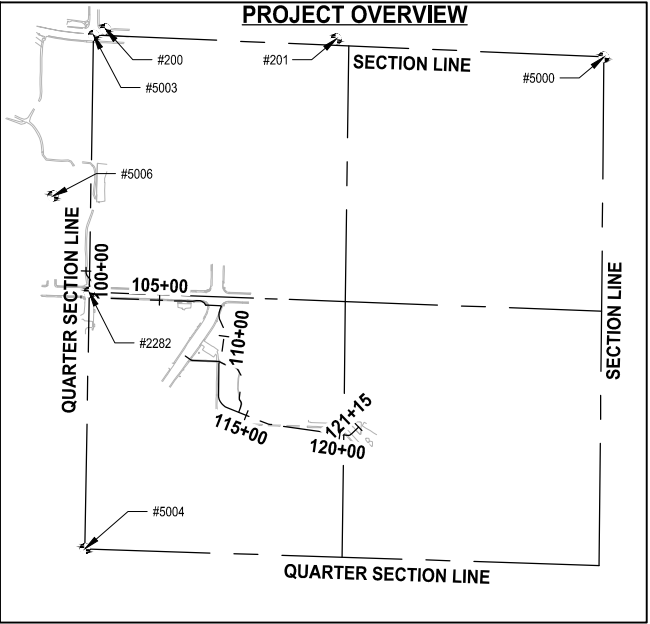 PROJECT OVERVIEW
#200
#201
SECTION LINE
#5000
#5003
#5006
QUARTER SECTION LINE
100+00
105+00
SECTION LINE
#2282
110+00
115+00
121+15
120+00
#5004
QUARTER SECTION LINE